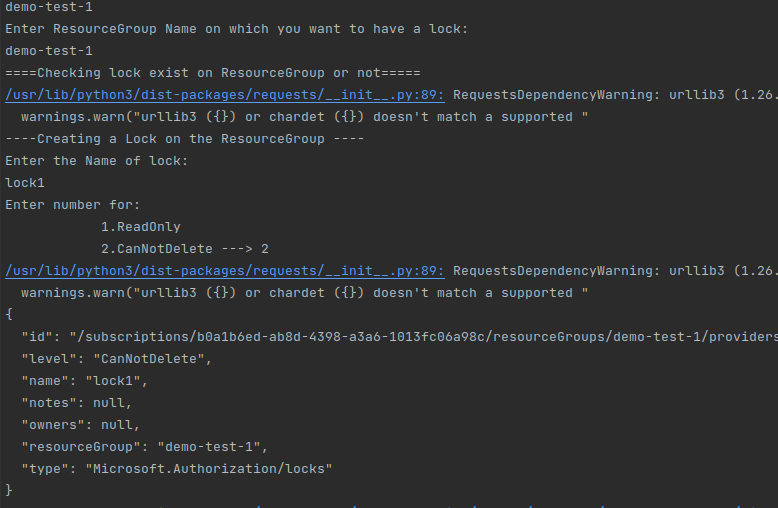 demo-test-1
Enter ResourceGroup Name on which you want to have a lock:
demo-test-1
====Checking lock exist on ResourceGroup or not=====
/usr/lib/python3/dist-packages/requests/__init__.py:89: RequestsDependencyWarning: urllib3 (1.26.
warnings.warn("urllib3 ({}) or chardet ({}) doesn't match a supported "
----Creating a Lock on the ResourceGroup ----
Enter the Name of lock:
lock1
Enter number for:
1.ReadOnly
2.CanNotDelete ---> 2
/usr/lib/python3/dist-packages/requests/__init__.py:89: RequestsDependencyWarning: urllib3 (1.26.
warnings.warn("urllib3 ({}) or chardet ({}) doesn't match a supported "
{
"id": "/subscriptions/b0a1b6ed-ab8d-4398-a3a6-1013fc06a98c/resourceGroups/demo-test-1/providers
"level": "CanNotDelete",
"name": "lock1",
"notes": null,
"owners": null,
"resourceGroup": "demo-test-1",
"type": "Microsoft.Authorization/locks"
}